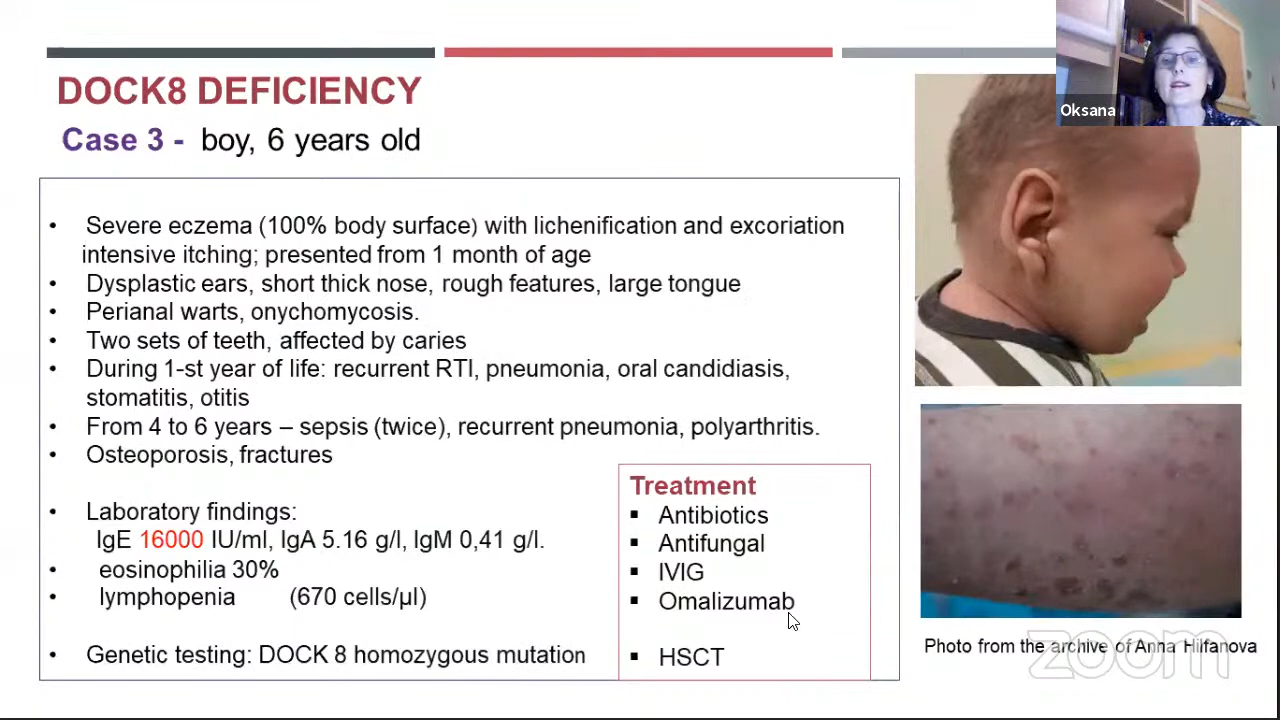 Oksana
DOCK8 DEFICIENCY
Case 3 - boy, 6 years old
• Severe eczema (100% body surface) with lichenification and excoriation
intensive itching; presented from 1 month of age
• Dysplastic ears, short thick nose, rough features, large tongue
• Perianal warts, onychomycosis.
• Two sets of teeth, affected by caries
• During 1-st year of life: recurrent RTI, pneumonia, oral candidiasis,
stomatitis, otitis
• From 4 to 6 years – sepsis (twice), recurrent pneumonia, polyarthritis.
• Osteoporosis, fractures
• Laboratory findings:
IgE 16000 IU/ml, IgA 5.16 g/l, IgM 0,41 g/l.
• eosinophilia 30%
• lymphopenia (670 cells/µl)
• Genetic testing: DOCK 8 homozygous mutation
Treatment
▪ Antibiotics
▪ Antifungal
▪ IVIG
▪ Omalizumab
▪ HSCT
Photo from the archive of Anna Hilfanova
zoom